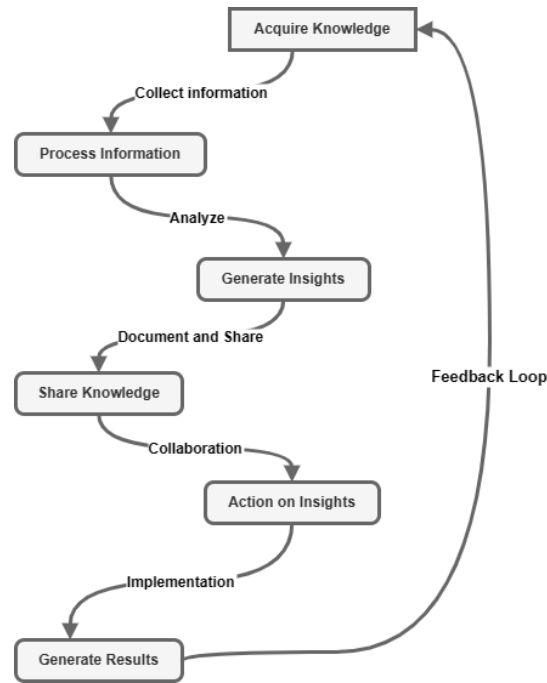 Acquire Knowledge
Collect information
Process Information
Analyze
Generate Insights
Document and Share
Feedback Loop
Share Knowledge
Collaboration
Action on Insights
Implementation
Generate Results